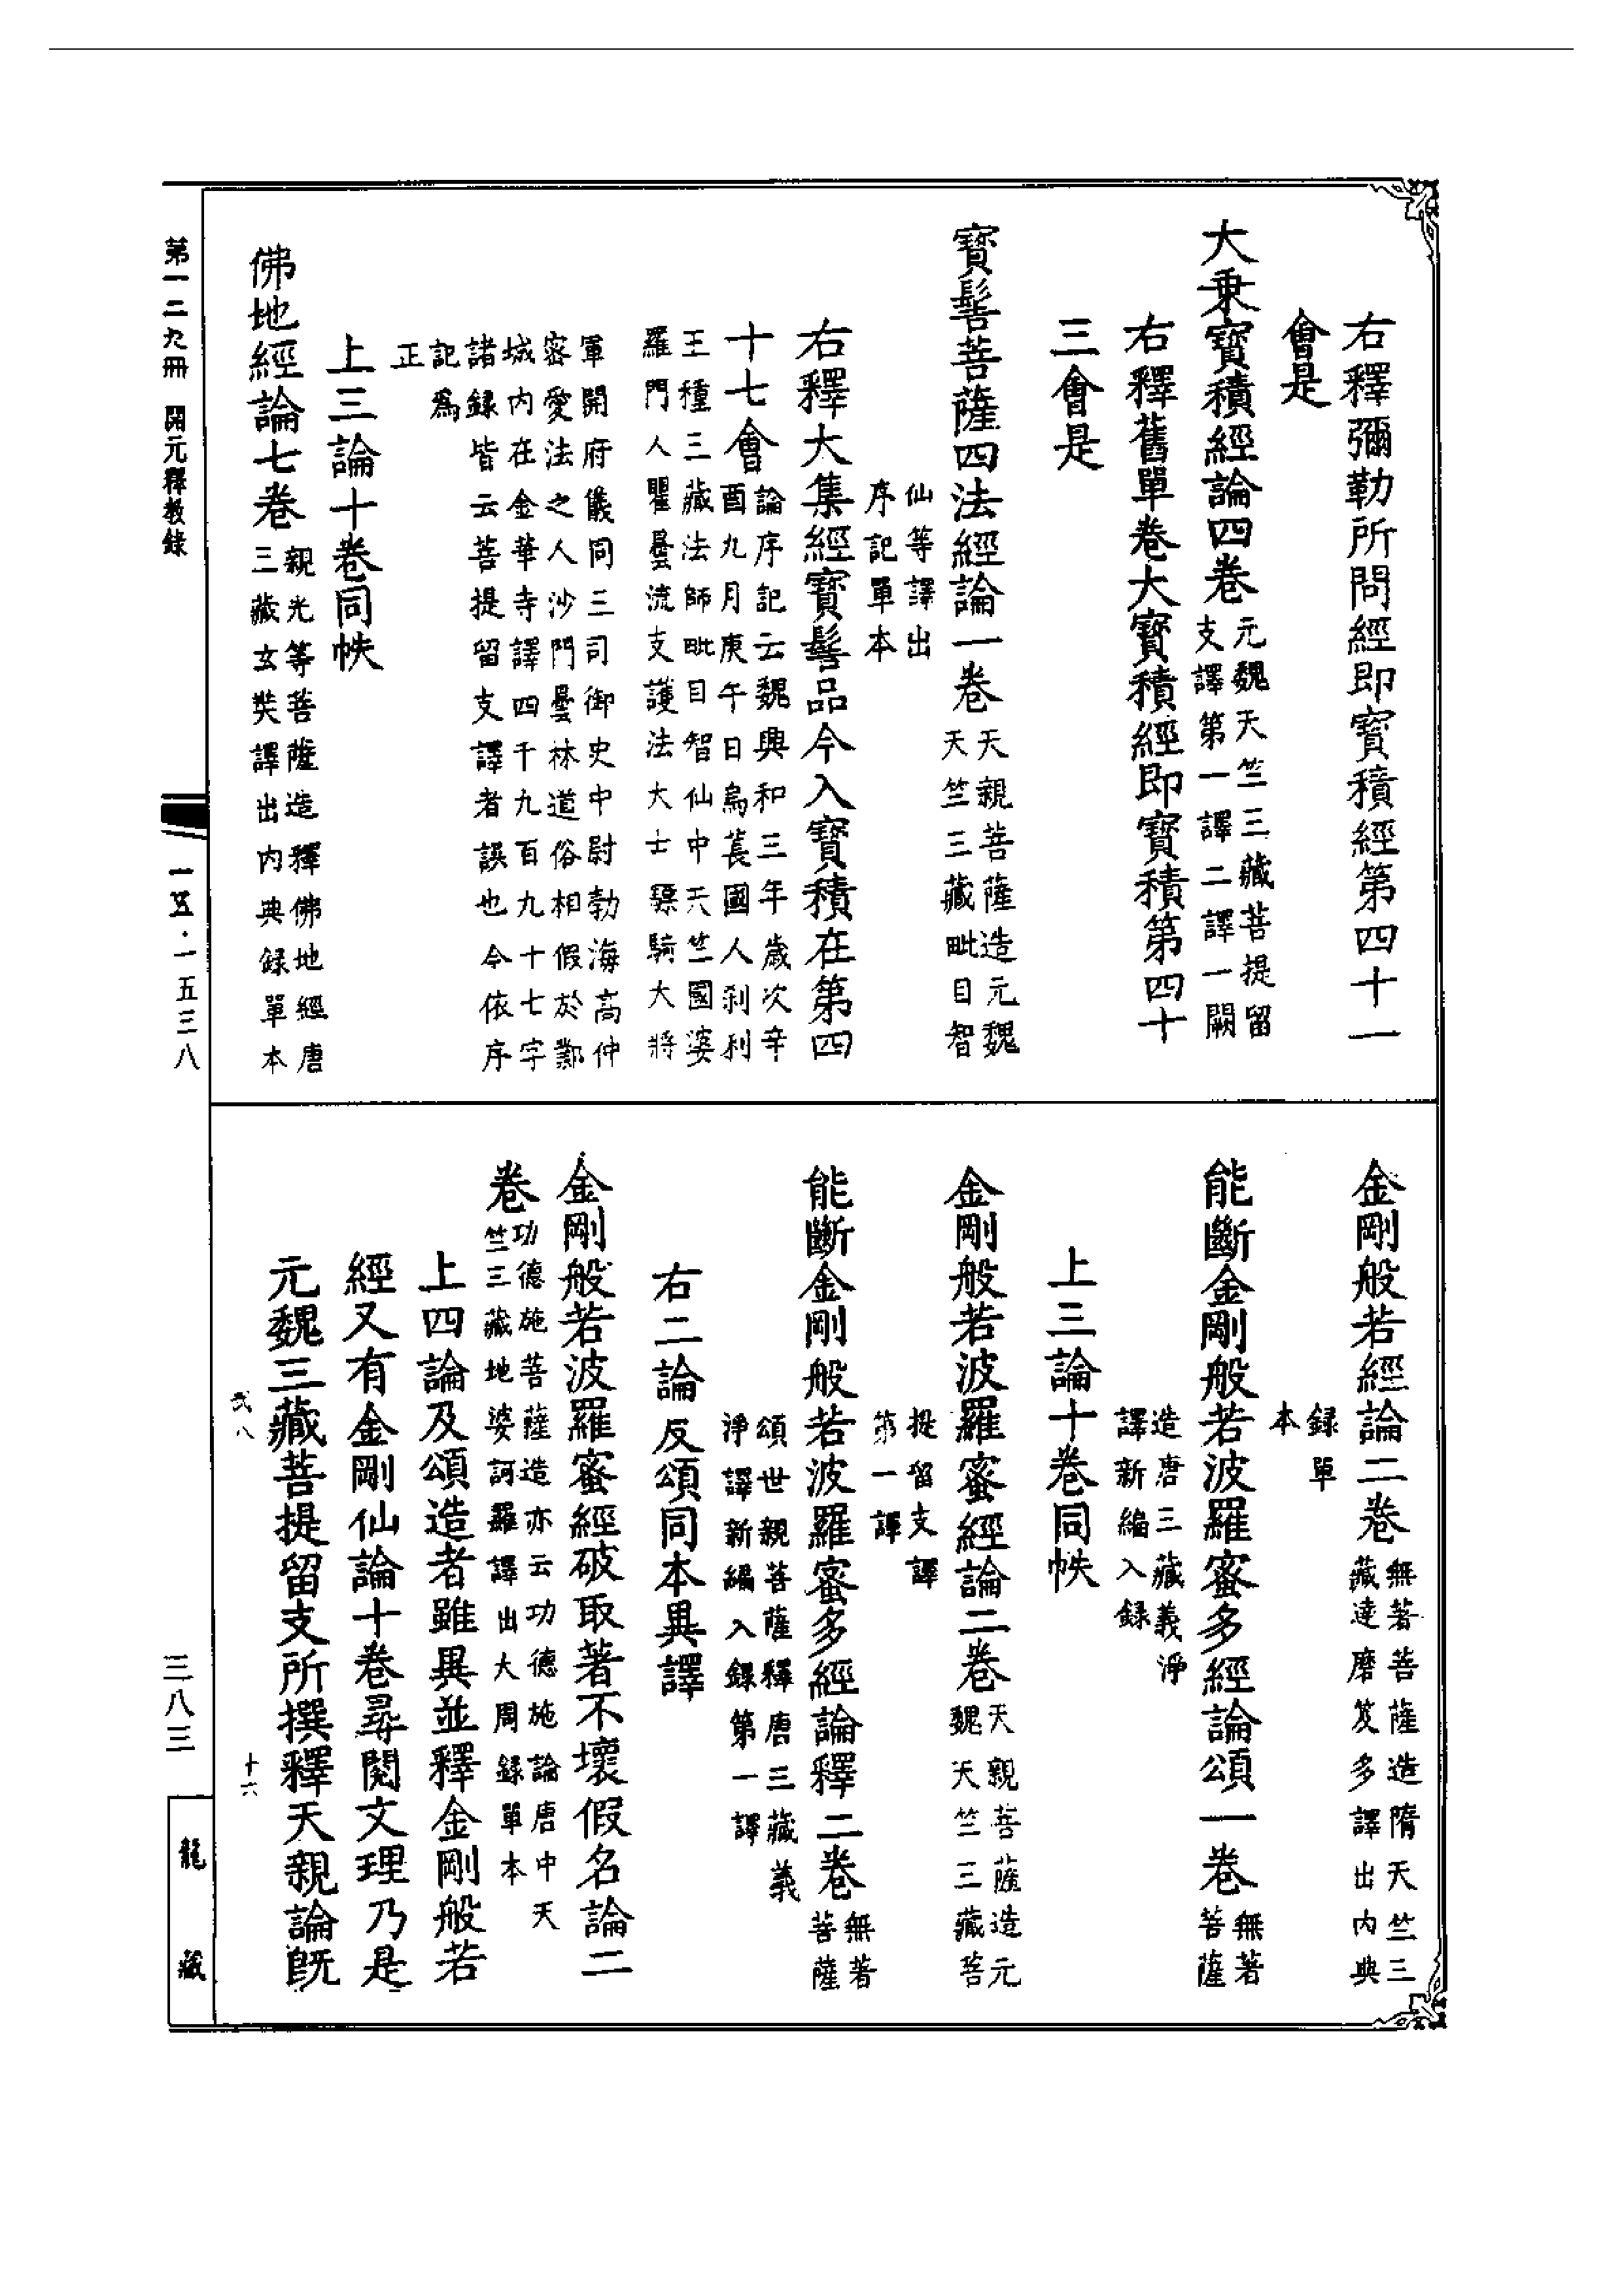 右釋彌勒所問經即寶積經第四十一
會是
大乗寶積經論四卷元魏天竺三藏菩提留
支譯第一譯二譯一闕
右釋舊單卷大寶積經即寶積第四十
三會是
寶髻菩薩四法經論一卷天親菩薩造元魏
天竺三藏毗目智
仙等譯出
序記單本
右釋大集經寶髻品今入寶積在第四
十七會論序記云魏興和三年歲次辛
酉九月庚午日烏萇國人刹利
王種三藏法師毗目智仙中天竺國婆
羅門人瞿曇流支護法大士驃騎大將
軍開府儀同三司御史中尉勃海高仲
密愛法之人沙門曇林道俗相假於鄴
城内在金華寺譯四千九百九十七字
諸録皆云菩提留支譯者誤也今依序
記爲
正
上三論十卷同帙
佛地經論七卷親光等菩薩造釋佛地經唐
三藏玄奘譯出内典録單本
金剛般若經論二卷無著菩薩造隋天竺三
藏達磨笈多譯出内典
録單
本
能斷金剛般若波羅蜜多經論頌一卷無著
菩薩
造唐三藏義淨
譯新編入録
上三論十卷同帙
金剛般若波羅蜜經論三卷天親菩薩造元
魏天竺三藏菩
提留支譯
第一譯
能斷金剛般若波羅蜜多經論釋三卷無著
菩薩
頌世親菩薩釋唐三藏義
淨譯新編入録第一譯
右二論反頌同本異譯
金剛般若波羅蜜經破取著不壞假名論二
卷功德施菩薩造亦云功德施論唐中天
竺三藏地婆訶羅譯出大周録單本
上四論及頌造者雖異並釋金剛般若
經又有金剛仙論十卷尋閱文理乃是
元魏三藏菩提留支所撰釋天親論旣
弐八
十六
第一二九冊 開元釋教錄
一五·一五三八
三八三
龍藏